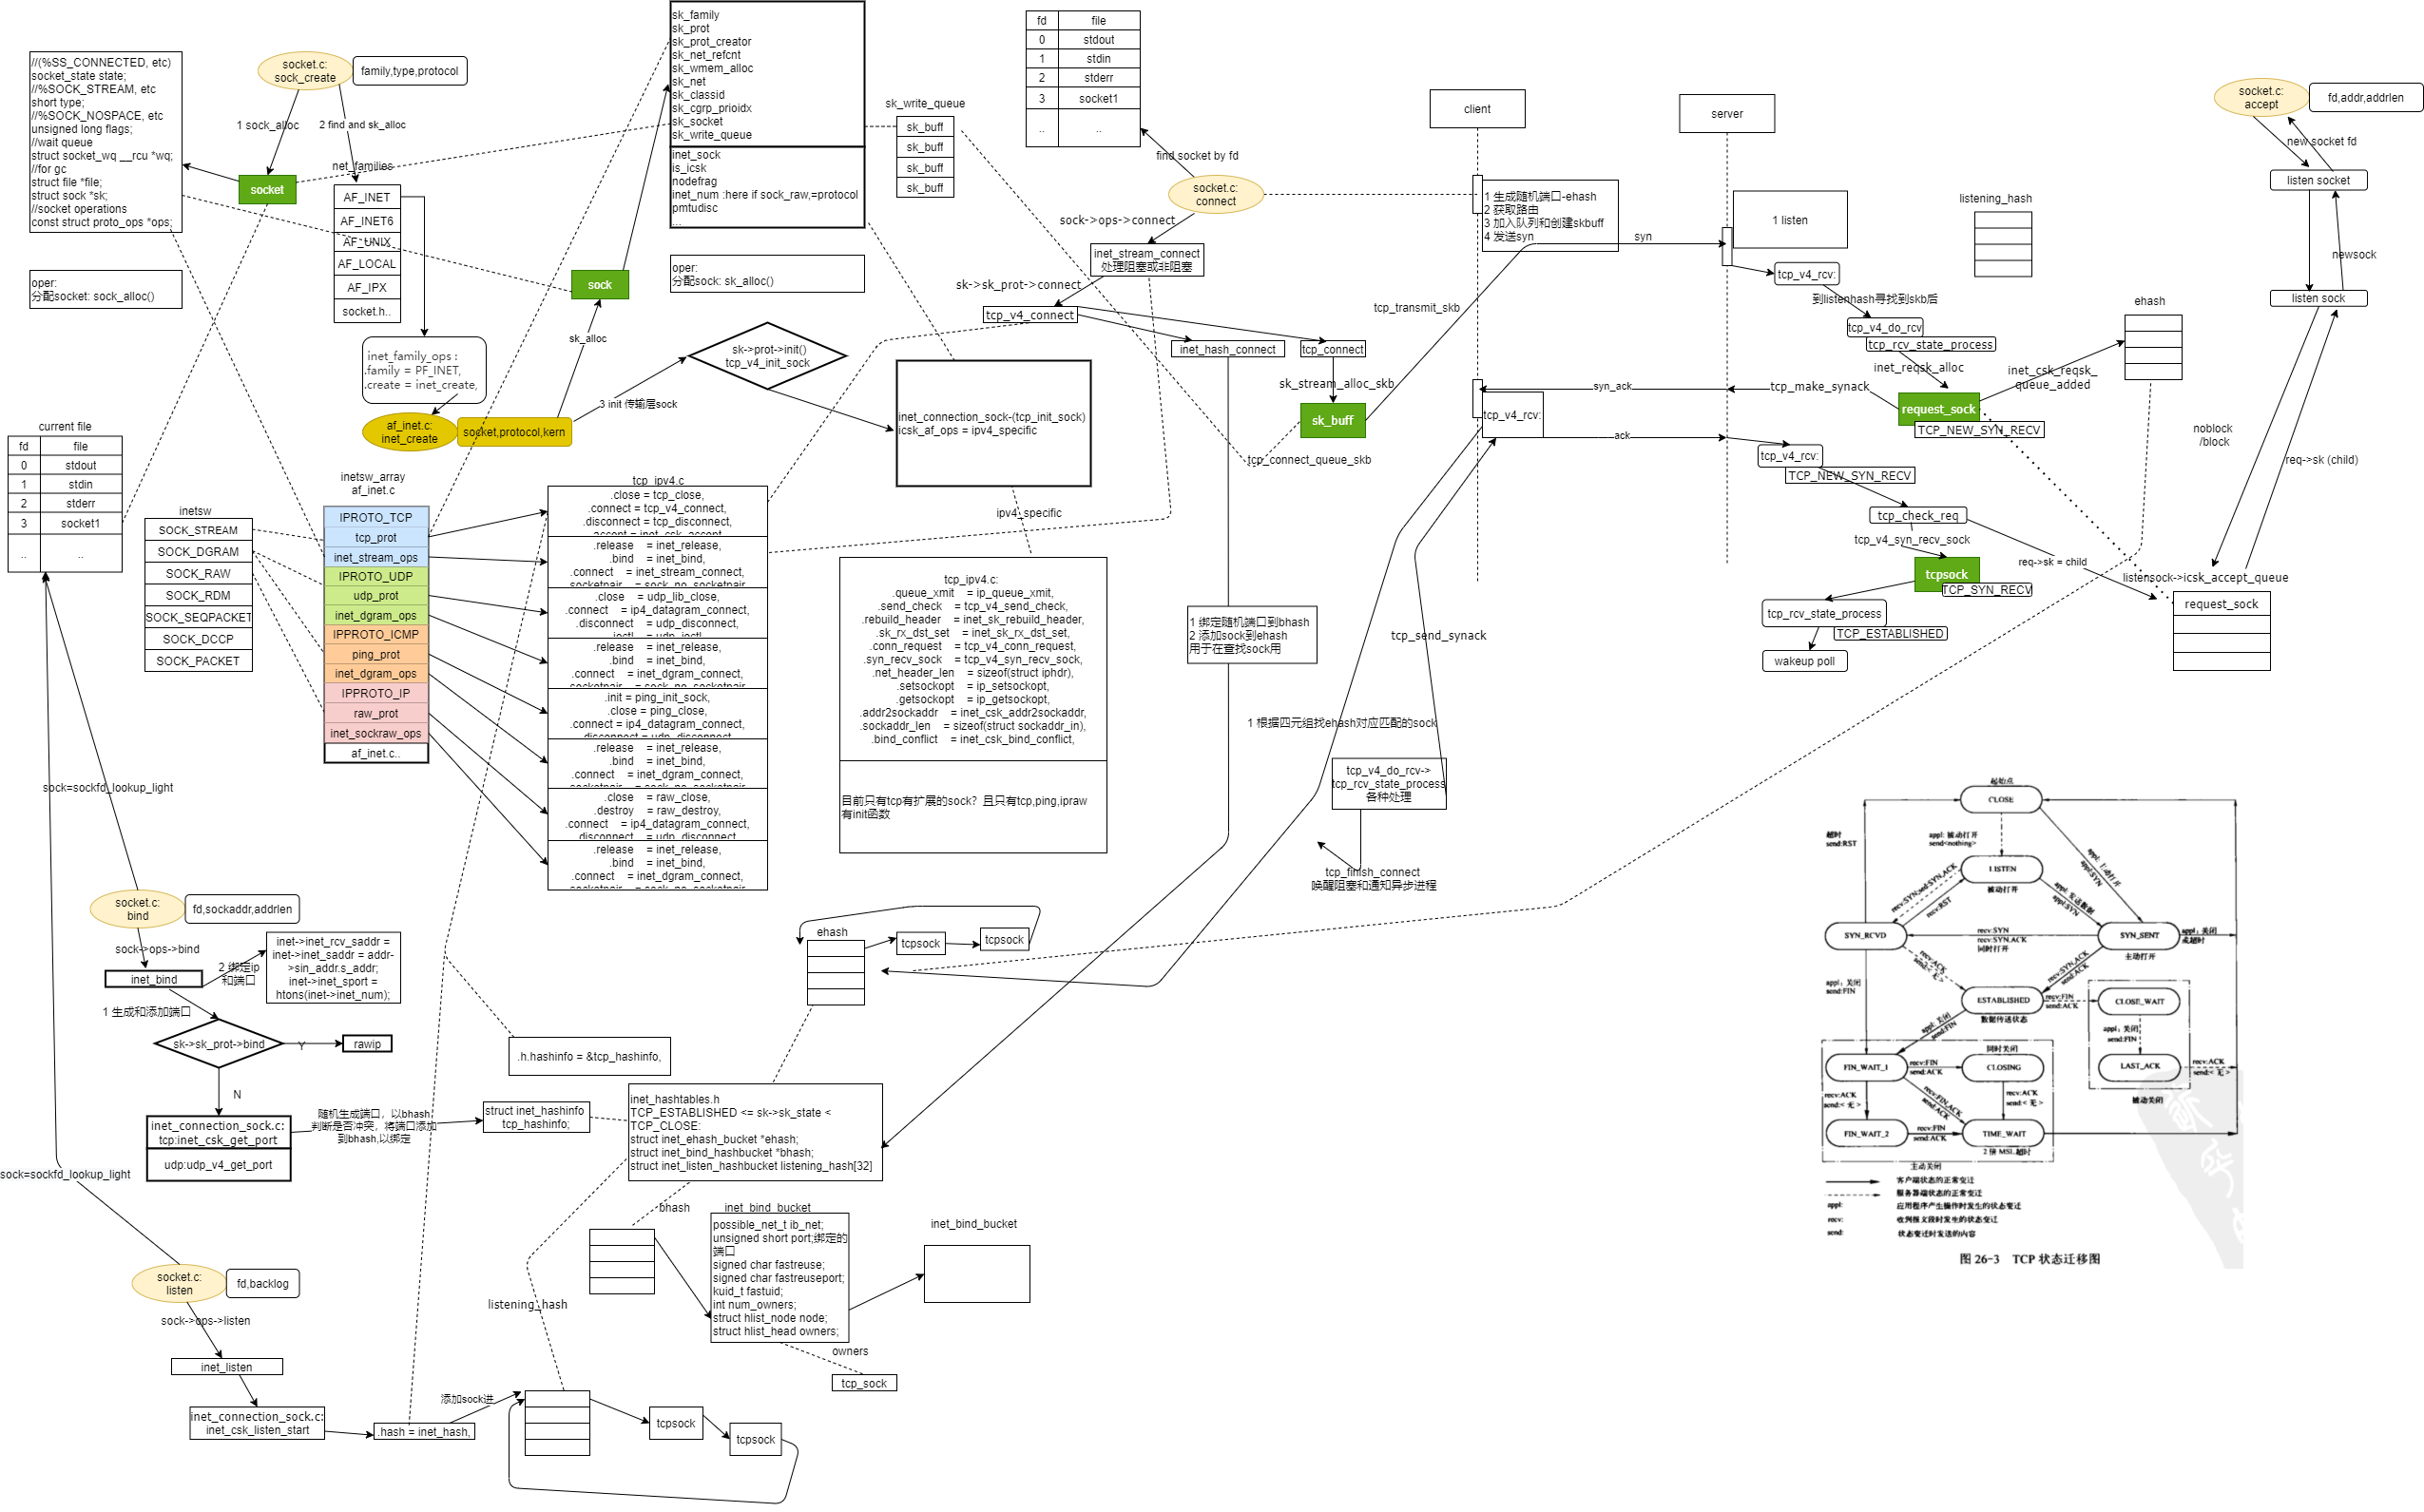 //(%SS_CONNECTED, etc)
socket_state state;
//%SOCK_STREAM, etc
short type;
//%SOCK_NOSPACE, etc
unsigned long flags;
//wait queue
struct socket_wq __rcu *wq;
//for gc
struct file *file;
struct sock *sk;
//socket operations
const struct proto_ops *ops;
oper:
分配socket: sock_alloc()
socket.c:
sock_create
family,type,protocol
1 sock_alloc
2 find and sk_alloc
socket
net_families
AF_INET
AF_INET6
AF_UNIX
AF_LOCAL
AF_IPX
socket.h..
inet_family_ops :
.family = PF_INET,
.create = inet_create,
af_inet.c:
inet_create
socket,protocol,kern
sock
sk_alloc
3 init 传输层sock
sk_family
sk_prot
sk_prot_creator
sk_net_refcnt
sk_wmem_alloc
sk_net
sk_classid
sk_cgrp_prioidx
sk_socket
sk_write_queue
inet_sock
is_icsk
nodefrag
inet_num :here if sock_raw,=protocol
pmtudisc
...
oper:
分配sock: sk_alloc()
sk->prot->init()
tcp_v4_init_sock
sk_write_queue
sk_buff
sk_buff
sk_buff
sk_buff
inet_connection_sock-(tcp_init_sock)
icsk_af_ops = ipv4_specific
ipv4_specific
tcp_ipv4.c:
.queue_xmit = ip_queue_xmit,
.send_check = tcp_v4_send_check,
.rebuild_header = inet_sk_rebuild_header,
.sk_rx_dst_set = inet_sk_rx_dst_set,
.conn_request = tcp_v4_conn_request,
.syn_recv_sock = tcp_v4_syn_recv_sock,
.net_header_len = sizeof(struct iphdr),
.setsockopt = ip_setsockopt,
.getsockopt = ip_getsockopt,
.addr2sockaddr = inet_csk_addr2sockaddr,
.sockaddr_len = sizeof(struct sockaddr_in),
.bind_conflict = inet_csk_bind_conflict,
目前只有tcp有扩展的sock？且只有tcp,ping,ipraw
有init函数
fd file
0 stdout
1 stdin
2 stderr
3 socket1
.. ..
find socket by fd
socket.c:
connect
sock->ops->connect
inet_stream_connect
处理阻塞或非阻塞
sk->sk_prot->connect
tcp_v4_connect
inet_hash_connect
tcp_connect
sk_stream_alloc_skb
sk_buff
tcp_connect_queue_skb
tcp_transmit_skb
client
server
1 生成随机端口-ehash
2 获取路由
3 加入队列和创建skbuff
4 发送syn
syn
1 listen
tcp_v4_rcv:
到listenhash寻找到skb后
tcp_v4_do_rcv
tcp_rcv_state_process
inet_reqsk_alloc
request_sock
TCP_NEW_SYN_RECV
tcp_make_synack
syn_ack
tcp_v4_rcv:
ack
tcp_v4_rcv:
TCP_NEW_SYN_RECV
tcp_check_req
tcp_v4_syn_recv_sock
tcpsock
TCP_SYN_RECV
tcp_rcv_state_process
TCP_ESTABLISHED
wakeup poll
req->sk = child
listening_hash
ehash
inet_csk_reqsk_
queue_added
socket.c:
accept
fd,addr,addrlen
new socket fd
listen socket
newsock
listen sock
noblock
/block
req->sk (child)
listensock->icsk_accept_queue
request_sock
1 绑定随机端口到bhash
2 添加sock到ehash
用于在查找sock用
tcp_send_synack
1 根据四元组找ehash对应匹配的sock
tcp_v4_do_rcv->
tcp_rcv_state_process
各种处理
tcp_finish_connect
唤醒阻塞和通知异步进程
current file
fd file
0 stdout
1 stdin
2 stderr
3 socket1
.. ..
inetsw
SOCK_STREAM
SOCK_DGRAM
SOCK_RAW
SOCK_RDM
SOCK_SEQPACKET
SOCK_DCCP
SOCK_PACKET
inetsw_array
af_inet.c
IPROTO_TCP
tcp_prot
inet_stream_ops
IPROTO_UDP
udp_prot
inet_dgram_ops
IPPROTO_ICMP
ping_prot
inet_dgram_ops
IPPROTO_IP
raw_prot
inet_sockraw_ops
af_inet.c..
tcp_ipv4.c
.close = tcp_close,
.connect = tcp_v4_connect,
.disconnect = tcp_disconnect,
.accept = inet_csk_accept
.release = inet_release,
.bind = inet_bind,
.connect = inet_stream_connect,
socketpair = sock_no_socketpair
.close = udp_lib_close,
.connect = ip4_datagram_connect,
.disconnect = udp_disconnect,
.ioctl = udp_ioctl
.release = inet_release,
.bind = inet_bind,
.connect = inet_dgram_connect,
socketpair = sock_no_socketpair
.init = ping_init_sock,
.close = ping_close,
.connect = ip4_datagram_connect,
.disconnect = udp_disconnect
.release = inet_release,
.bind = inet_bind,
.connect = inet_dgram_connect,
socketpair = sock_no_socketpair
.close = raw_close,
.destroy = raw_destroy,
.connect = ip4_datagram_connect,
.disconnect = udp_disconnect
.release = inet_release,
.bind = inet_bind,
.connect = inet_dgram_connect,
socketpair = sock_no_socketpair
sock=sockfd_lookup_light
socket.c:
bind
fd,sockaddr,addrlen
sock->ops->bind
inet_bind
2 绑定ip
和端口
inet->inet_rcv_saddr =
inet->inet_saddr = addr-
>sin_addr.s_addr;
inet->inet_sport =
htons(inet->inet_num);
1 生成和添加端口
sk->sk_prot->bind
Y
rawip
N
inet_connection_sock.c:
tcp:inet_csk_get_port
udp:udp_v4_get_port
随机生成端口，以bhash
判断是否冲突，将端口添加
到bhash,以绑定
struct inet_hashinfo
tcp_hashinfo;
.h.hashinfo = &tcp_hashinfo,
ehash
tcpsock
tcpsock
inet_hashtables.h
TCP_ESTABLISHED <= sk->sk_state <
TCP_CLOSE:
struct inet_ehash_bucket *ehash;
struct inet_bind_hashbucket *bhash;
struct inet_listen_hashbucket listening_hash[32]
bhash
inet_bind_bucket
possible_net_t ib_net;
unsigned short port;绑定的
端口
signed char fastreuse;
signed char fastreuseport;
kuid_t fastuid;
int num_owners;
struct hlist_node node;
struct hlist_head owners;
inet_bind_bucket
owners
tcp_sock
listening_hash
sock=sockfd_lookup_light
socket.c:
listen
fd,backlog
sock->ops->listen
inet_listen
inet_connection_sock.c:
inet_csk_listen_start
.hash = inet_hash,
添加sock进
tcpsock
tcpsock
起始点
CLOSE
超时
send:RST
appl: 被动打开
send<nothing>
appl: 主动打开
appl:SYN
LISTEN
被动打开
recv:SYN;send:SYN,ACK
recv:RST
appl: 发送数据
appl:SYN
SYN_RCVD
recv:SYN
recv:SYN,ACK
同时打开
SYN_SENT
主动打开
appl: 关闭
或超时
recv:ACK
send:< 无 >
recv:SYN,ACK
send:ACK
appl: 关闭
send:FIN
ESTABLISHED
数据传送状态
recv:FIN
send:ACK
CLOSE_WAIT
appl: 关闭
send:FIN
appl: 关闭
send:FIN
LAST_ACK
recv:ACK
send:< 无 >
被动关闭
同时关闭
FIN_WAIT_1
recv:FIN
send:ACK
CLOSING
recv:ACK
send:< 无 >
recv:FIN,ACK
send:ACK
recv:ACK
send:< 无 >
FIN_WAIT_2
recv:FIN
send:ACK
TIME_WAIT
2 倍 MSL 超时
主动关闭
客户端状态的正常变迁
服务器端状态的正常变迁
appl: 应用程序产生操作时发生的状态变迁
recv: 收到报文段时发生的状态变迁
send: 状态变迁时发送的内容
图 26-3 TCP 状态迁移图